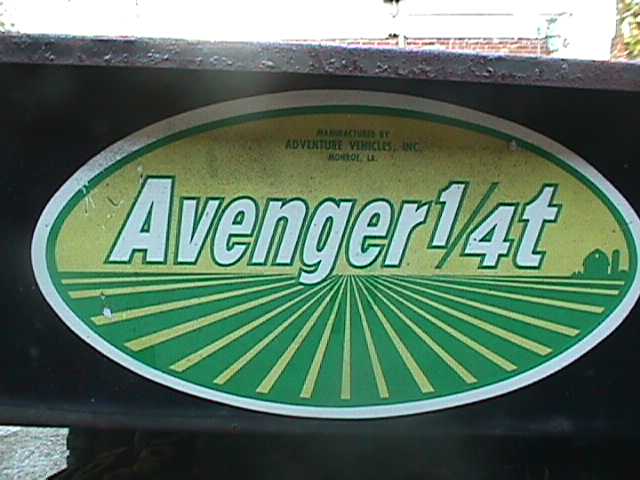 MANUFACTURED BY
ADVENTURE VEHICLES, INC.
MONROE, LA.
Avenger 1/4t